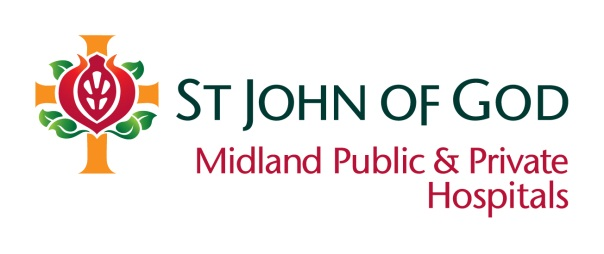 ST JOHN OF GOD
Midland Public & Private
Hospitals